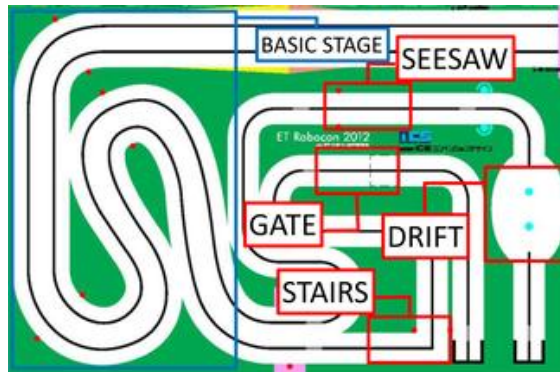 BASIC STAGE
SEESAW
ET Robocon 2012
GATE
DRIFT
STAIRS